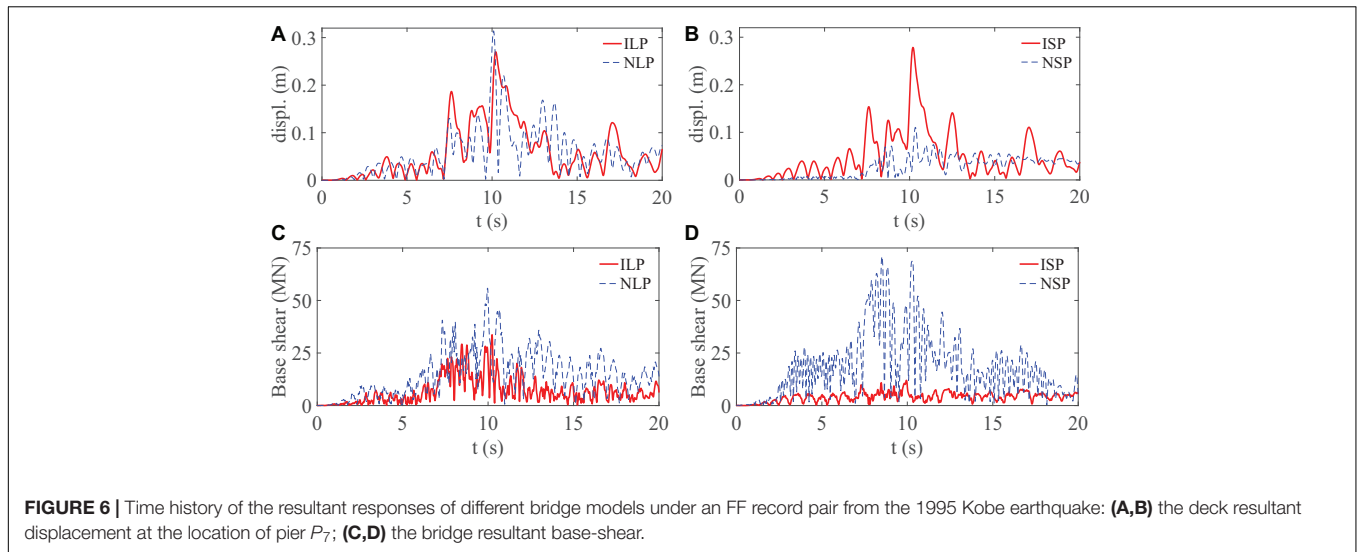 A
displ. (m)
0.3
0.2
0.1
0
ILP
NLP
0 5 10 15 20
t (s)
B
displ. (m)
0.3
0.2
0.1
0
ISP
NSP
0 5 10 15 20
t (s)
C
Base shear (MN)
75
50
25
0
ILP
NLP
0 5 10 15 20
t (s)
D
Base shear (MN)
75
50
25
0
ISP
NSP
0 5 10 15 20
t (s)
FIGURE 6 | Time history of the resultant responses of different bridge models under an FF record pair from the 1995 Kobe earthquake: (A,B) the deck resultant
displacement at the location of pier P7; (C,D) the bridge resultant base-shear.